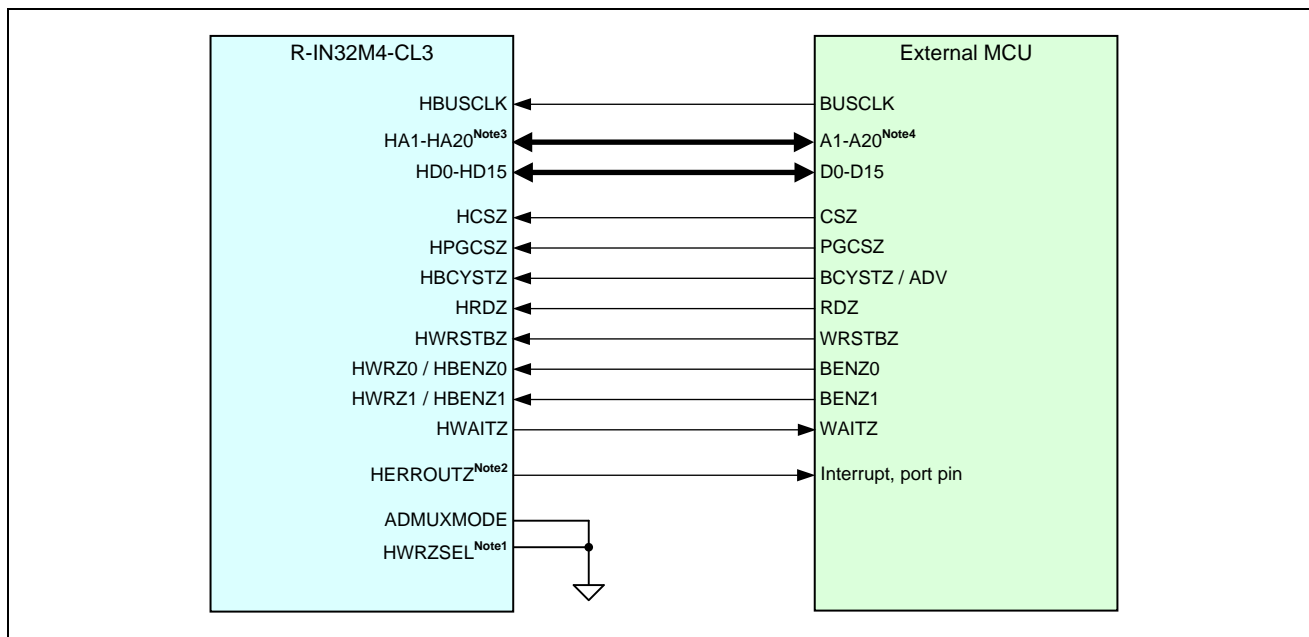 R-IN32M4-CL3 External MCU
HBUSCLK BUSCLK
HA1-HA20Note3 A1-A20Note4
HD0-HD15 D0-D15
HCSZ CSZ
HPGCSZ PGCSZ
HBCYSTZ BCYSTZ / ADV
HRDZ RDZ
HWRSTBZ WRSTBZ
HWRZ0 / HBENZ0 BENZ0
HWRZ1 / HBENZ1 BENZ1
HWAITZ WAITZ
HERROUTZNote2 Interrupt, port pin
ADMUXMODE
HWRZSELNote1